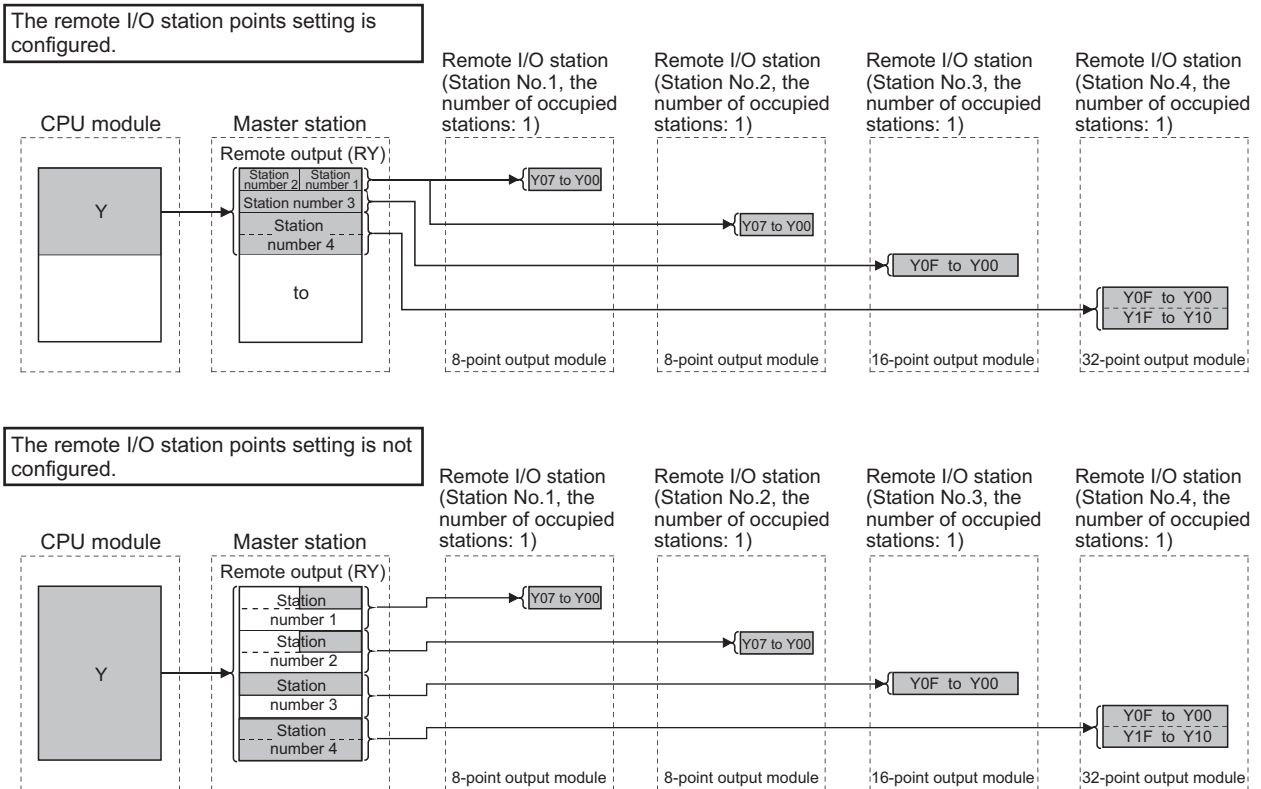 The remote I/O station points setting is
configured.
Remote I/O station
(Station No.1, the
number of occupied
stations: 1)
Remote I/O station
(Station No.2, the
number of occupied
stations: 1)
Remote I/O station
(Station No.3, the
number of occupied
stations: 1)
Remote I/O station
(Station No.4, the
number of occupied
stations: 1)
CPU module
Master station
Remote output (RY)
Y
Station
number 2
Station
number 1
Station number 3
Station
number 4
to
Y07 to Y00
Y07 to Y00
Y0F to Y00
Y0F to Y00
Y1F to Y10
8-point output module
8-point output module
16-point output module
32-point output module
The remote I/O station points setting is not
configured.
Remote I/O station
(Station No.1, the
number of occupied
stations: 1)
Remote I/O station
(Station No.2, the
number of occupied
stations: 1)
Remote I/O station
(Station No.3, the
number of occupied
stations: 1)
Remote I/O station
(Station No.4, the
number of occupied
stations: 1)
CPU module
Master station
Remote output (RY)
Y
Station
number 1
Station
number 2
Station
number 3
Station
number 4
Y07 to Y00
Y07 to Y00
Y0F to Y00
Y0F to Y00
Y1F to Y10
8-point output module
8-point output module
16-point output module
32-point output module